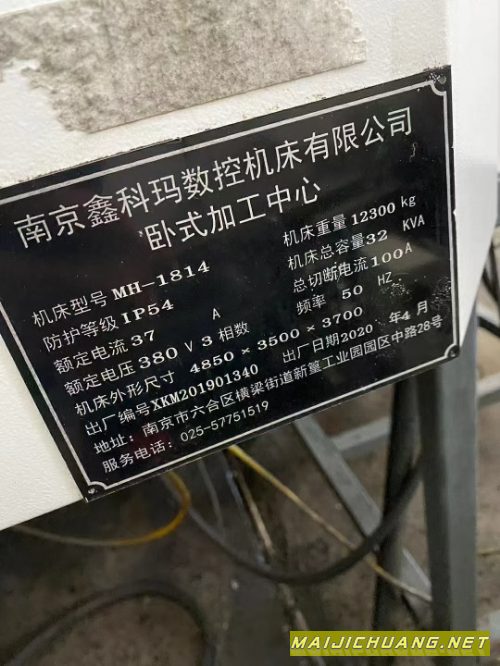 南京鑫科玛数控机床有限公司
卧式加工中心
机床型号 MH-1814 机床重量 12300 kg
防护等级 IP54 机床总容量 32 KVA
额定电流 37 A 总切断电流 100 A
额定电压 380 V 3 相数 频率 50 HZ
机床外形尺寸 4850 × 3500 × 3700
出厂编号 XKM201901340 出厂日期 2020 年 4 月
地址: 南京市六合区横梁街道新篁工业园园区中路28号
服务电话: 025-57751519
MAIJICHUANG.NET